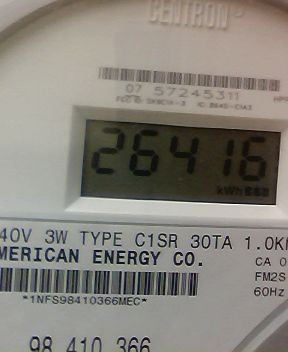 CENTRON
07 57245311
26416
kWh
40V 3W TYPE C1SR 30TA 1.0K
MERICAN ENERGY CO.
CA 0
FM2S
60Hz
*1NFS98410366MEC*
98 410 366